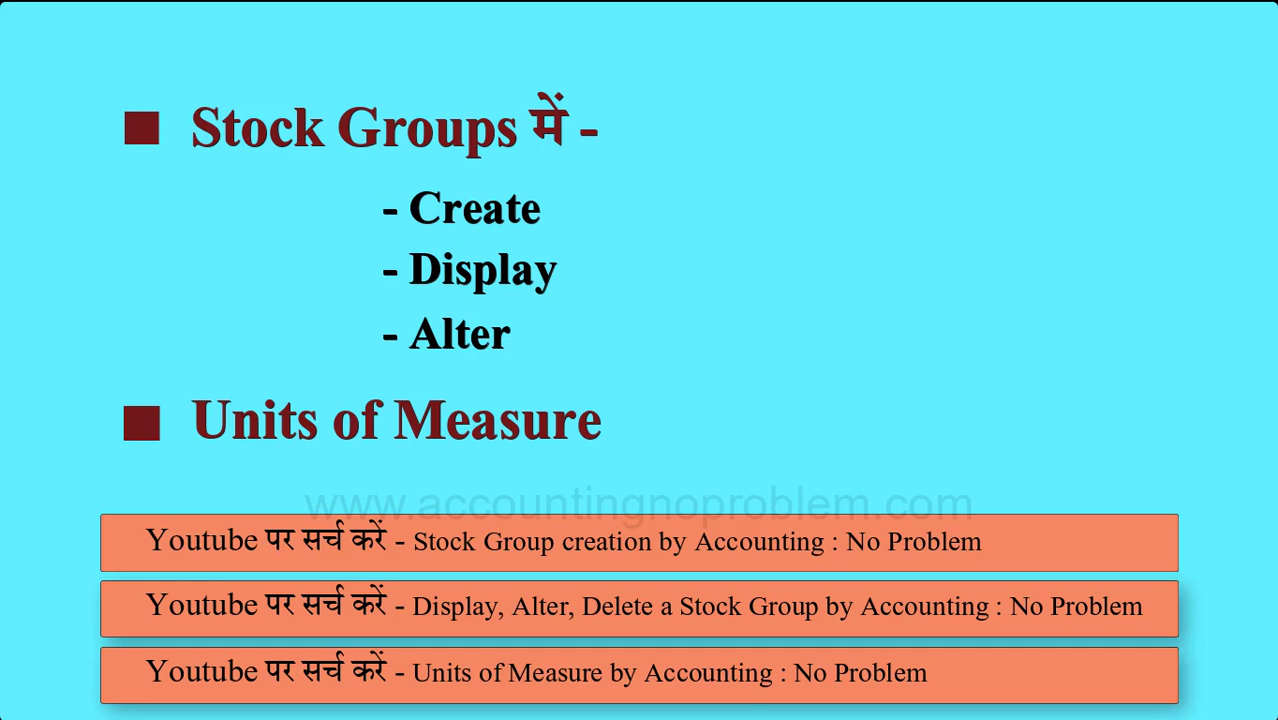 Stock Groups में -
- Create
- Display
- Alter
Units of Measure
www.accountingnoproblem.com
Youtube पर सर्च करें - Stock Group creation by Accounting : No Problem
Youtube पर सर्च करें - Display, Alter, Delete a Stock Group by Accounting : No Problem
Youtube पर सर्च करें - Units of Measure by Accounting : No Problem